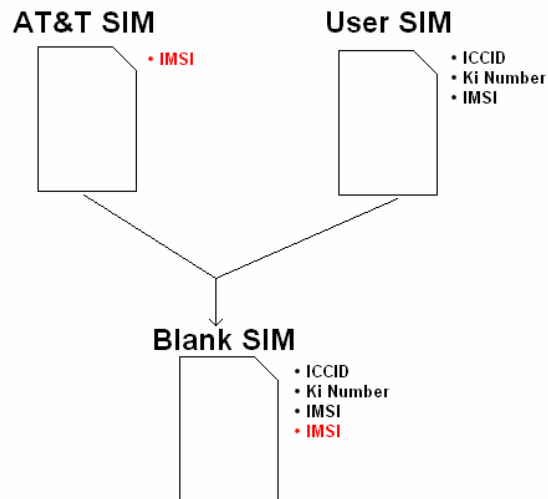 AT&T SIM
• IMSI
User SIM
• ICCID
• Ki Number
• IMSI
Blank SIM
• ICCID
• Ki Number
• IMSI
• IMSI